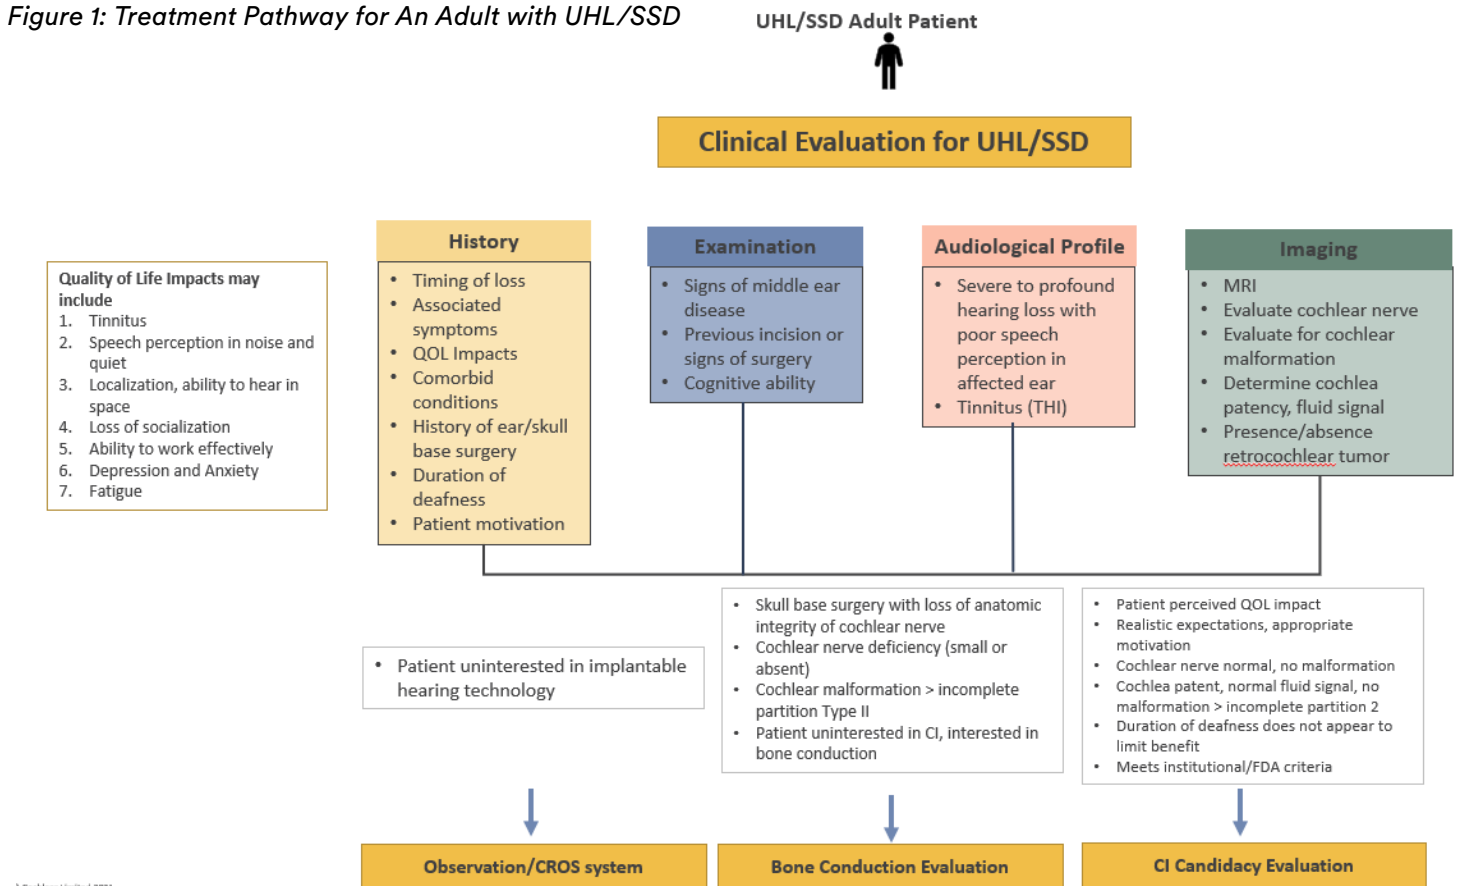 Figure 1: Treatment Pathway for An Adult with UHL/SSD
UHL/SSD Adult Patient
Clinical Evaluation for UHL/SSD
Quality of Life Impacts may
include
1. Tinnitus
2. Speech perception in noise and
quiet
3. Localization, ability to hear in
space
4. Loss of socialization
5. Ability to work effectively
6. Depression and Anxiety
7. Fatigue
History
• Timing of loss
• Associated
symptoms
• QOL Impacts
• Comorbid
conditions
• History of ear/skull
base surgery
• Duration of
deafness
• Patient motivation
Examination
• Signs of middle ear
disease
• Previous incision or
signs of surgery
• Cognitive ability
Audiological Profile
• Severe to profound
hearing loss with
poor speech
perception in
affected ear
• Tinnitus (THI)
Imaging
• MRI
• Evaluate cochlear nerve
• Evaluate for cochlear
malformation
• Determine cochlea
patency, fluid signal
• Presence/absence
retrocochlear tumor
• Patient uninterested in implantable
hearing technology
• Skull base surgery with loss of anatomic
integrity of cochlear nerve
• Cochlear nerve deficiency (small or
absent)
• Cochlear malformation > incomplete
partition Type II
• Patient uninterested in CI, interested in
bone conduction
• Patient perceived QOL impact
• Realistic expectations, appropriate
motivation
• Cochlear nerve normal, no malformation
• Cochlea patent, normal fluid signal, no
malformation > incomplete partition 2
• Duration of deafness does not appear to
limit benefit
• Meets institutional/FDA criteria
Observation/CROS system
Bone Conduction Evaluation
CI Candidacy Evaluation